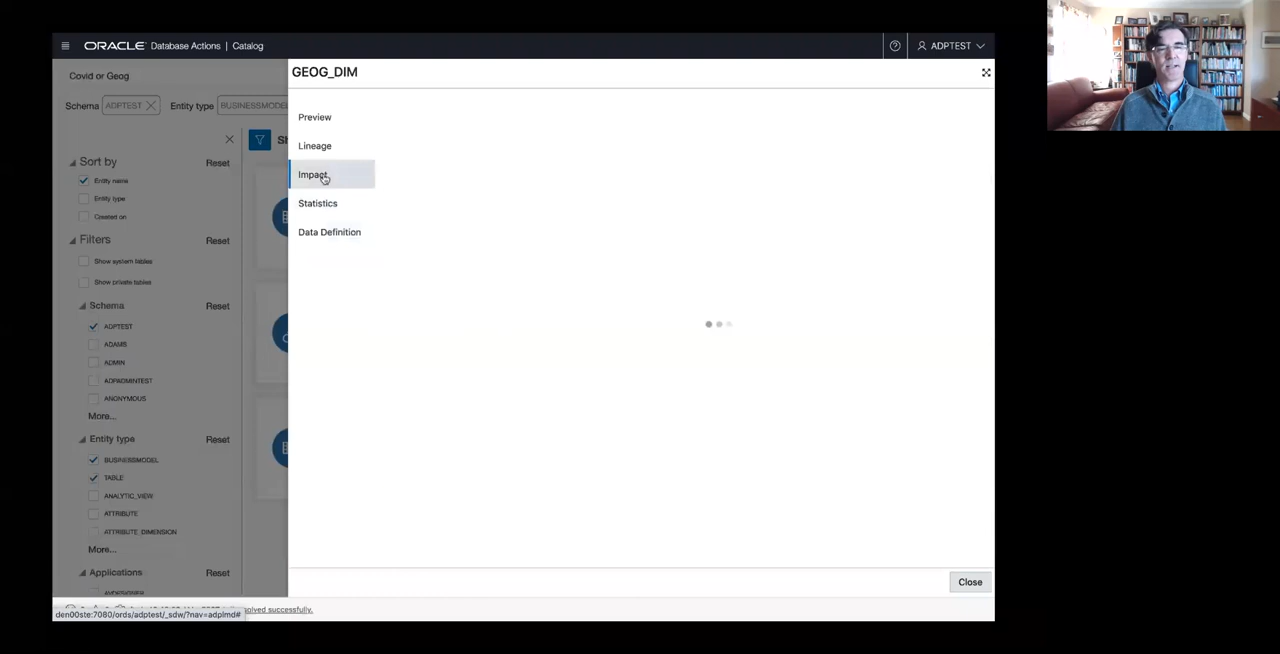 ORACLE Database Actions | Catalog
ADPTEST
Covid or Geog
Schema ADPTEST Entity type BUSINESSMODEL
GEOG_DIM
Preview
Lineage
Impact
Statistics
Data Definition
Sort by Reset
Entity name
Entity type
Created on
Filters Reset
Show system tables
Show private tables
Schema Reset
ADPTEST
ADAMS
ADMIN
ADPADMINTEST
ANONYMOUS
More...
Entity type Reset
BUSINESSMODEL
TABLE
ANALYTIC_VIEW
ATTRIBUTE
ATTRIBUTE_DIMENSION
More...
Applications Reset
Close
successfully.
den00ste:7080/ords/adptest/_sdw/?nav=adplmd#